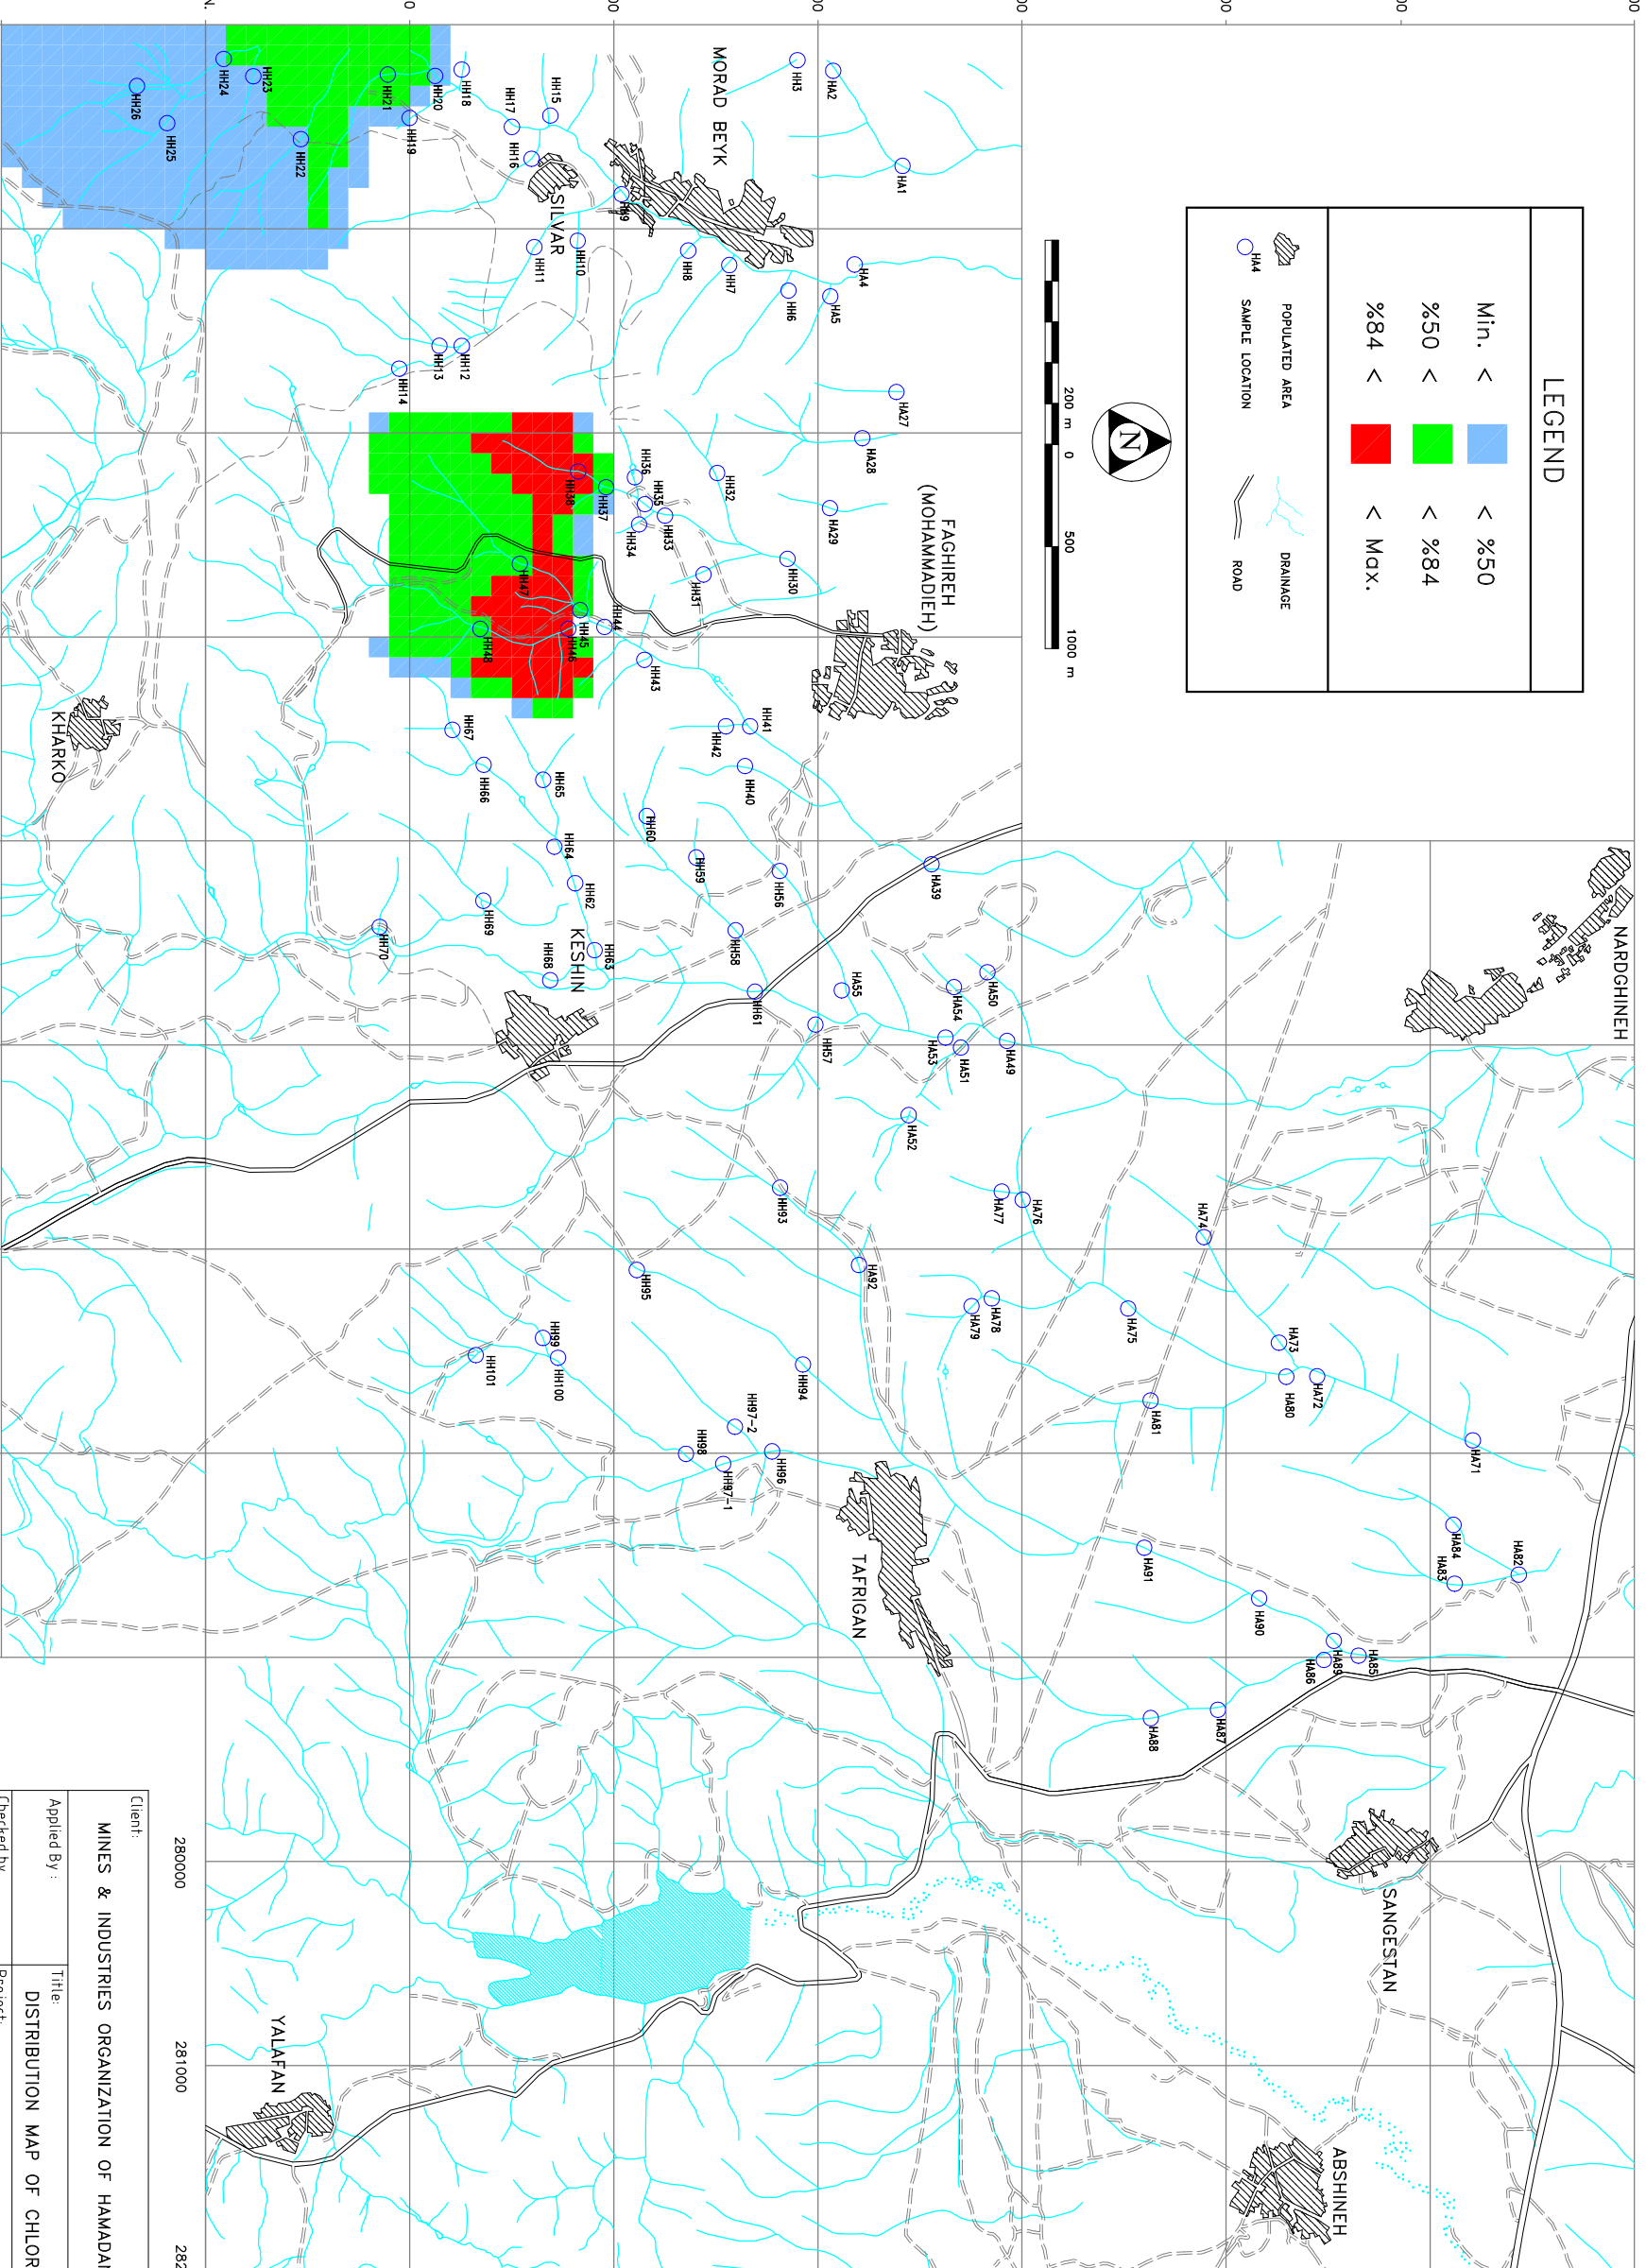 LEGEND
Min. < < %50
%50 < < %84
%84 < < Max.
POPULATED AREA
DRAINAGE
HA4
SAMPLE LOCATION
ROAD
200 m 0 500 1000 m
N
NARDGHINEH
MORAD BEYK
FAGHIREH
(MOHAMMADIEH)
SILVAR
KHARKO
KESHIN
TAFRIGAN
SANGESTAN
ABSHINEH
YALAFAN
HH3
HA2
HA1
HA4
HA5
HH6
HH7
HH8
HH9
HH10
HH11
HH12
HH13
HH14
HH15
HH16
HH17
HH18
HH19
HH20
HH21
HH22
HH23
HH24
HH25
HH26
HA27
HA28
HA29
HH30
HH31
HH32
HH33
HH34
HH35
HH36
HH37
HH38
HA39
HH40
HH41
HH42
HH43
HH44
HH45
HH46
HH47
HH48
HA49
HA50
HA51
HA52
HA53
HA54
HA55
HH56
HH57
HH58
HH59
HH60
HH61
HH62
HH63
HH64
HH65
HH66
HH67
HH68
HH69
HH70
HA71
HA72
HA73
HA74
HA75
HA76
HA77
HA78
HA79
HA80
HA81
HA82
HA83
HA84
HA85
HA86
HA87
HA88
HA89
HA90
HA91
HA92
HH93
HH94
HH95
HH96
HH97-1
HH97-2
HH98
HH99
HH100
HH101
280000
281000
Client:
MINES & INDUSTRIES ORGANIZATION OF HAMADAN
Applied By :
Title:
DISTRIBUTION MAP OF CHLOR